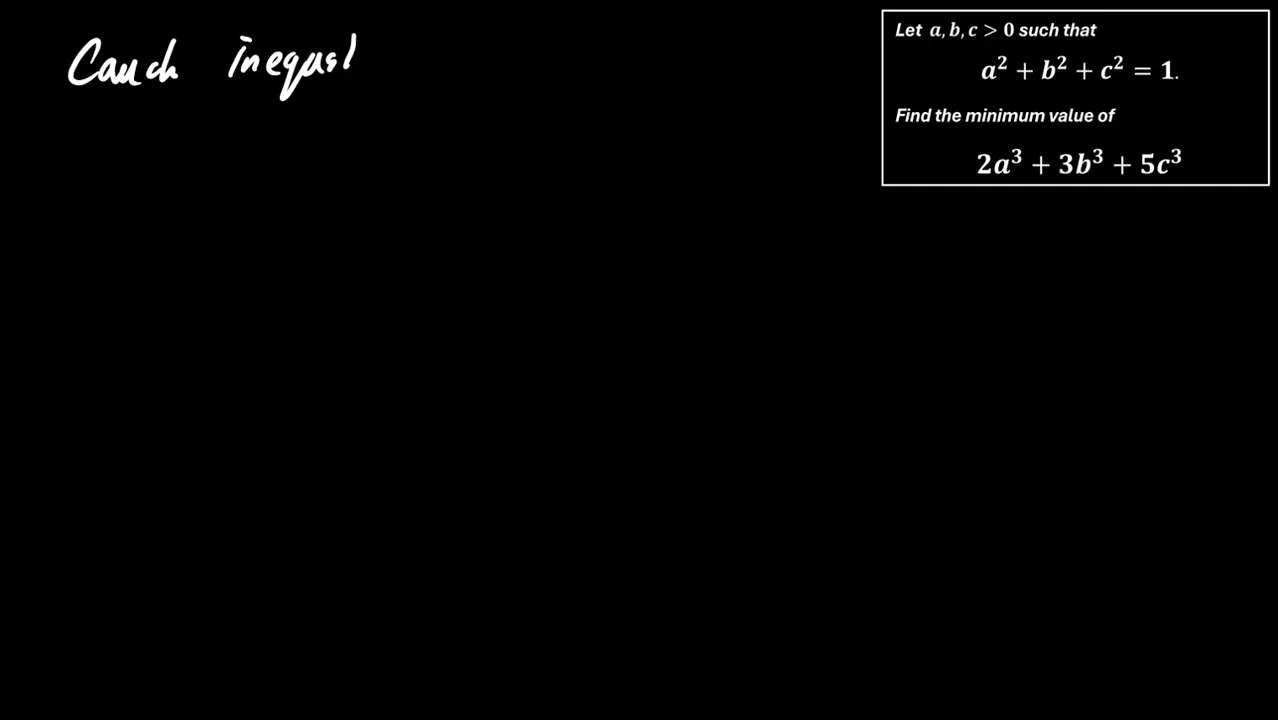 Cauch inequal
Let a, b, c > 0 such that
a² + b² + c² = 1.
Find the minimum value of
2a³ + 3b³ + 5c³